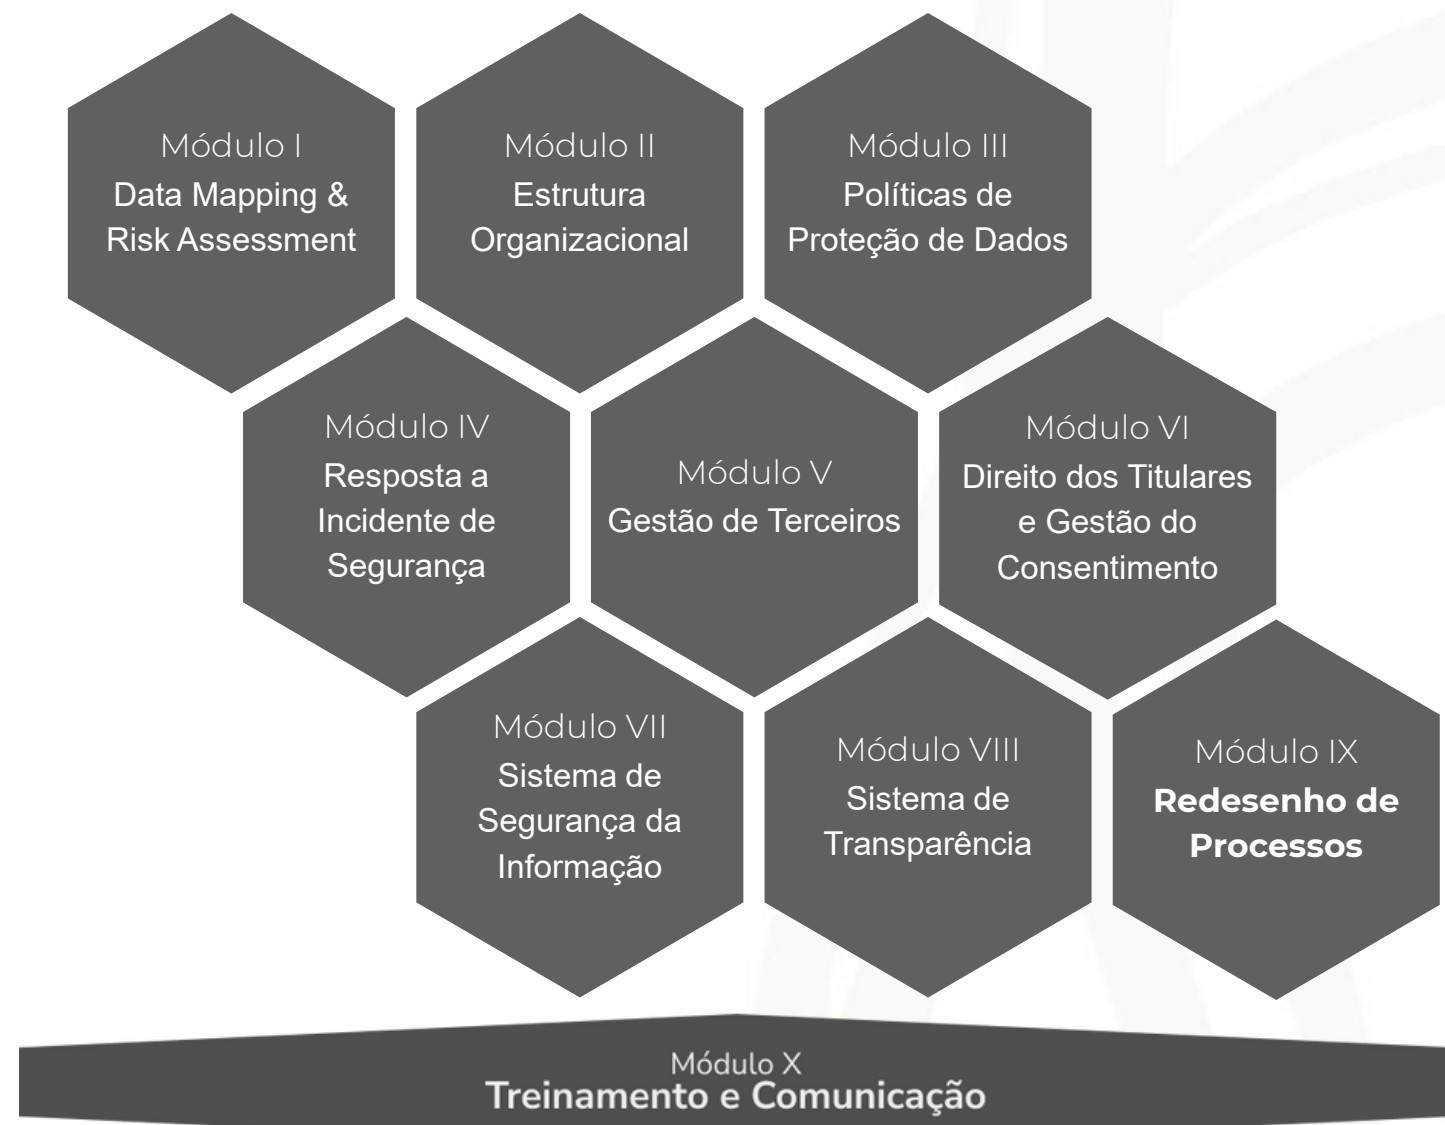 Módulo I
Data Mapping &
Risk Assessment
Módulo II
Estrutura
Organizacional
Módulo III
Políticas de
Proteção de Dados
Módulo IV
Resposta a
Incidente de
Segurança
Módulo V
Gestão de Terceiros
Módulo VI
Direito dos Titulares
e Gestão do
Consentimento
Módulo VII
Sistema de
Segurança da
Informação
Módulo VIII
Sistema de
Transparência
Módulo IX
Redesenho de
Processos
Módulo X
Treinamento e Comunicação